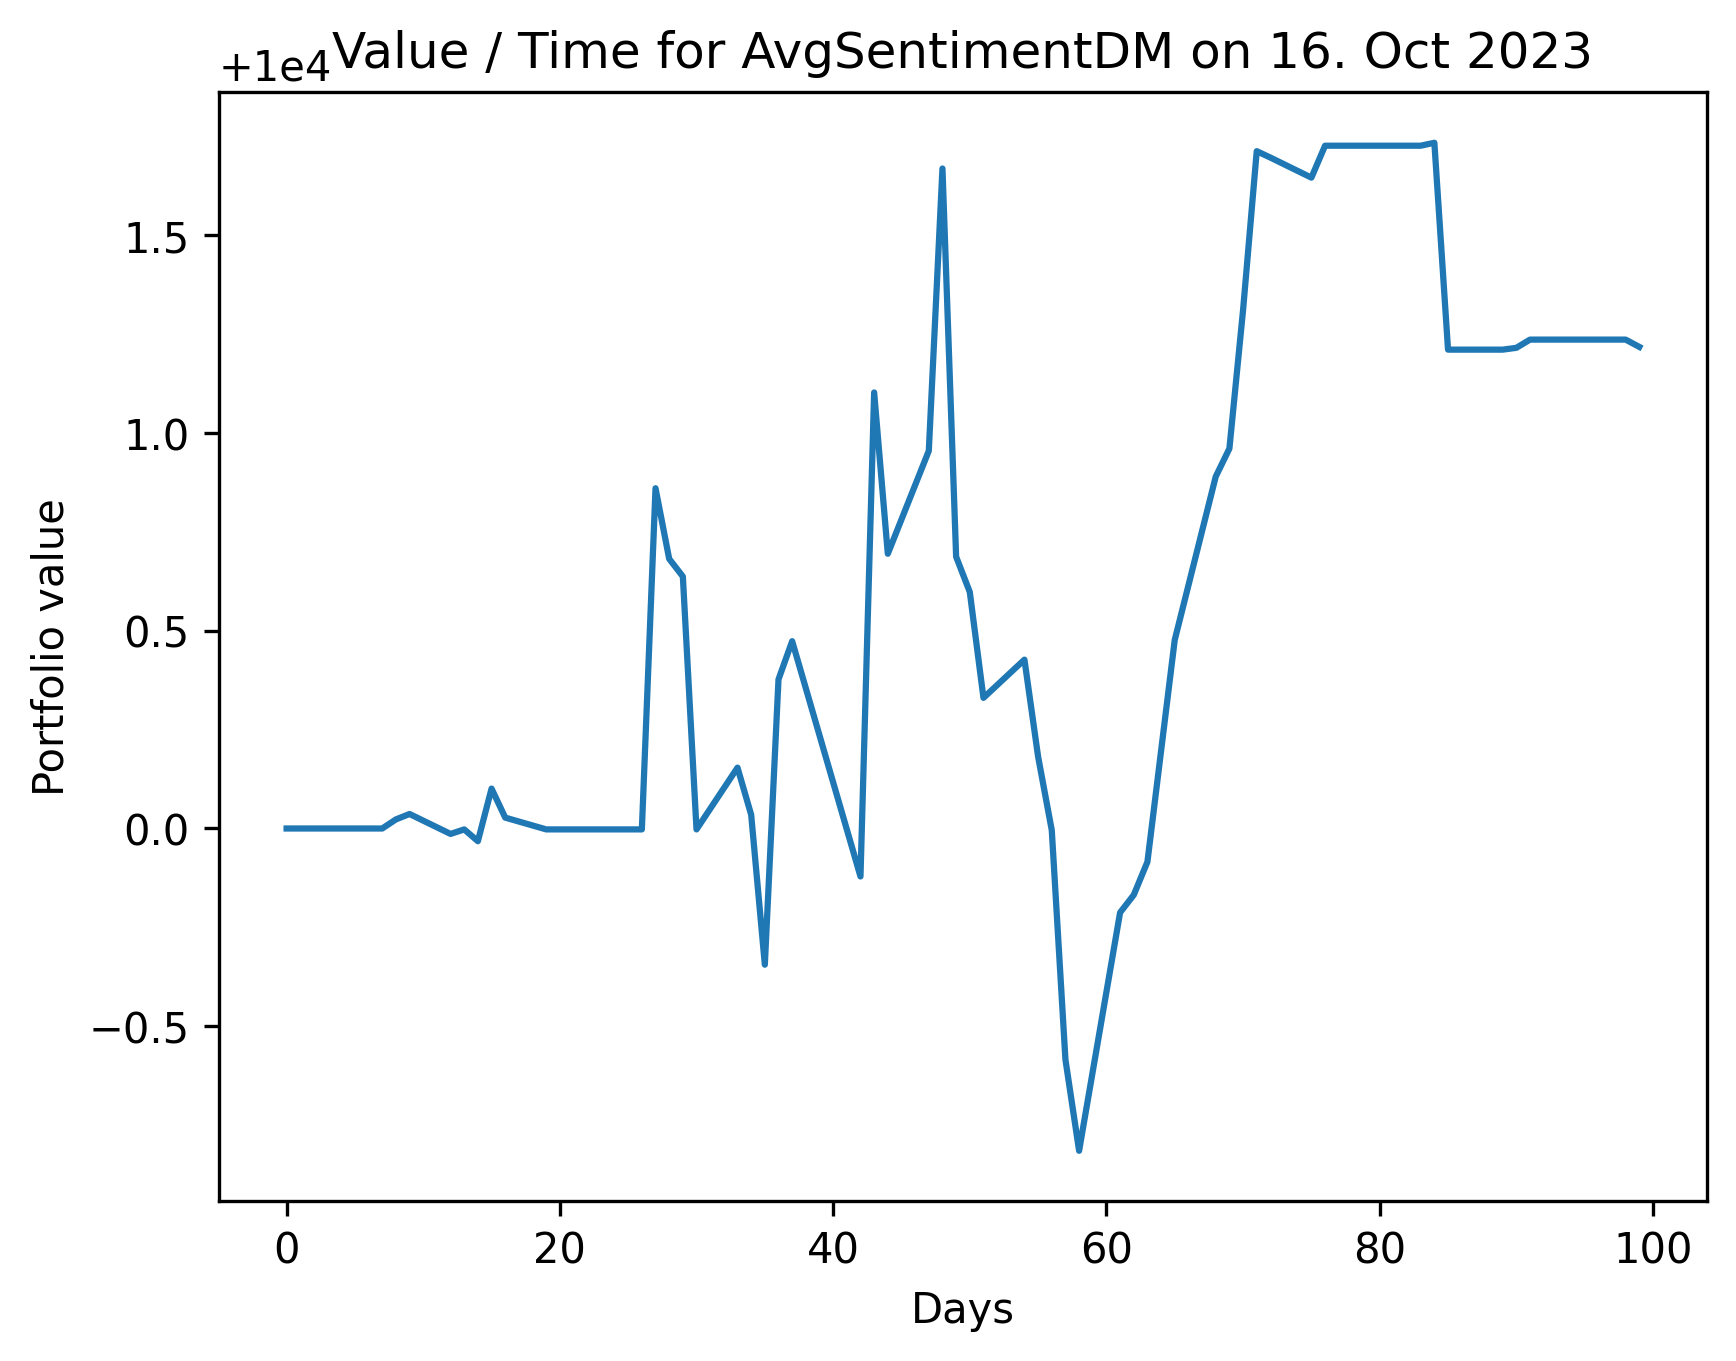 Value / Time for AvgSentimentDM on 16. Oct 2023
+1e4
1.5
1.0
0.5
0.0
−0.5
Portfolio value
0 20 40 60 80 100
Days